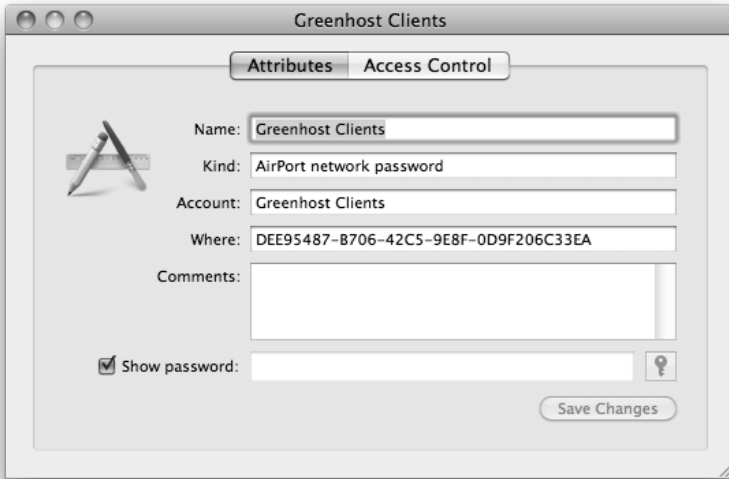 Greenhost Clients
Attributes Access Control
Name: Greenhost Clients
Kind: AirPort network password
Account: Greenhost Clients
Where: DEE95487-B706-42C5-9E8F-0D9F206C33EA
Comments:
Show password:
Save Changes